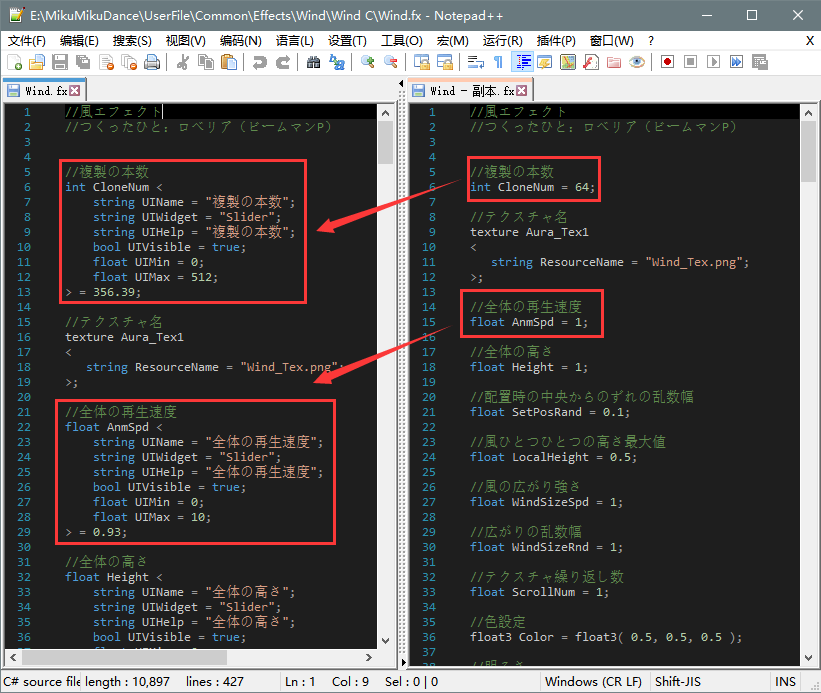 E:\MikuMikuDance\UserFile\Common\Effects\Wind\Wind C\Wind.fx - Notepad++
文件(F) 编辑(E) 搜索(S) 视图(V) 编码(N) 语言(L) 设置(T) 工具(O) 宏(M) 运行(R) 插件(P) 窗口(W) ? X
Wind.fx
1 //風エフェクト
2 //つくったひと：ロベリア（ビームマンP）
3
4
5 //複製の本数
6 int CloneNum <
7 string UIName = "複製の本数";
8 string UIWidget = "Slider";
9 string UIHelp = "複製の本数";
10 bool UIVisible = true;
11 float UIMin = 0;
12 float UIMax = 512;
13 > = 356.39;
14
15 //テクスチャ名
16 texture Aura_Tex1
17 <
18 string ResourceName = "Wind_Tex.png";
19 >;
20
21 //全体の再生速度
22 float AnmSpd <
23 string UIName = "全体の再生速度";
24 string UIWidget = "Slider";
25 string UIHelp = "全体の再生速度";
26 bool UIVisible = true;
27 float UIMin = 0;
28 float UIMax = 10;
29 > = 0.93;
30
31 //全体の高さ
32 float Height <
33 string UIName = "全体の高さ";
34 string UIWidget = "Slider";
35 string UIHelp = "全体の高さ";
36 bool UIVisible = true;
Wind - 副本.fx
1 //風エフェクト
2 //つくったひと：ロベリア（ビームマンP）
3
4
5 //複製の本数
6 int CloneNum = 64;
7
8 //テクスチャ名
9 texture Aura_Tex1
10 <
11 string ResourceName = "Wind_Tex.png";
12 >;
13
14 //全体の再生速度
15 float AnmSpd = 1;
16
17 //全体の高さ
18 float Height = 1;
19
20 //配置時の中央からのずれの乱数幅
21 float SetPosRand = 0.1;
22
23 //風ひとつひとつの高さ最大値
24 float LocalHeight = 0.5;
25
26 //風の広がり強さ
27 float WindSizeSpd = 1;
28
29 //広がりの乱数幅
30 float WindSizeRnd = 1;
31
32 //テクスチャ繰り返し数
33 float ScrollNum = 1;
34
35 //色設定
36 float3 Color = float3( 0.5, 0.5, 0.5 );
37
C# source file length : 10,897 lines : 427 Ln : 1 Col : 9 Sel : 0 | 0 Windows (CR LF) Shift-JIS INS